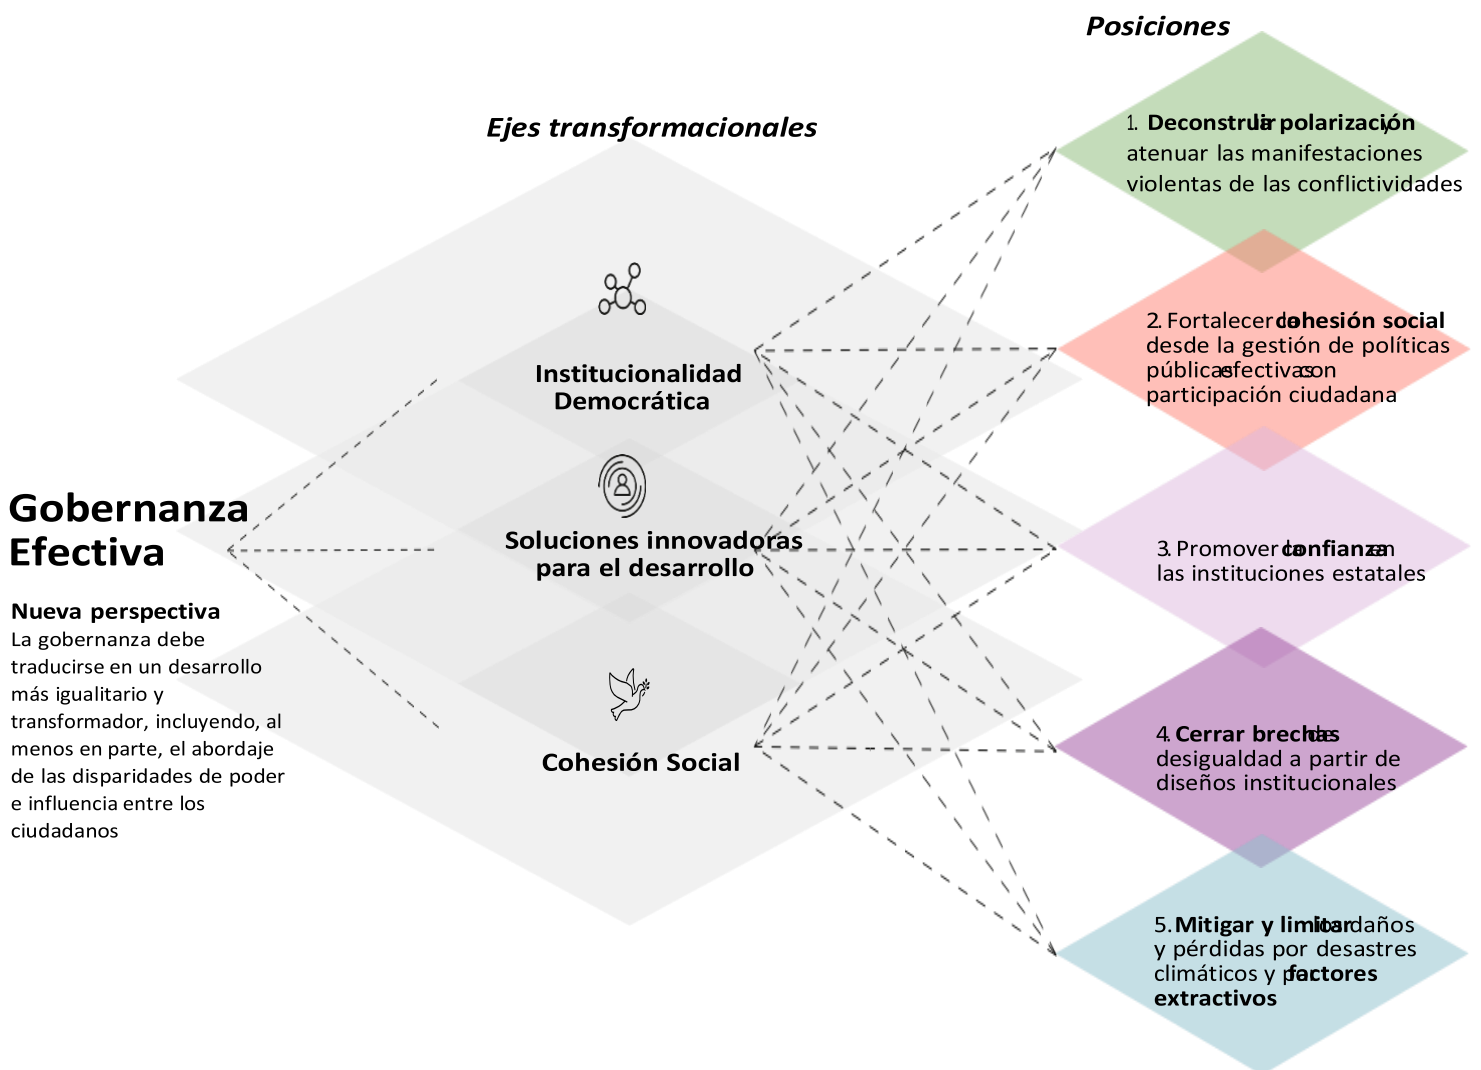 Gobernanza
Efectiva
Nueva perspectiva
La gobernanza debe
traducirse en un desarrollo
más igualitario y
transformador, incluyendo, al
menos en parte, el abordaje
de las disparidades de poder
e influencia entre los
ciudadanos
Ejes transformacionales
Institucionalidad
Democrática
Soluciones innovadoras
para el desarrollo
Cohesión Social
Posiciones
1. Deconstruir la polarización y
atenuar las manifestaciones
violentas de las conflictividades
2. Fortalecer la cohesión social
desde la gestión de políticas
públicas efectivas con
participación ciudadana
3. Promover la confianza en
las instituciones estatales
4. Cerrar brechas de
desigualdad a partir de
diseños institucionales
5. Mitigar y limitar los daños
y pérdidas por desastres
climáticos y por factores
extractivos